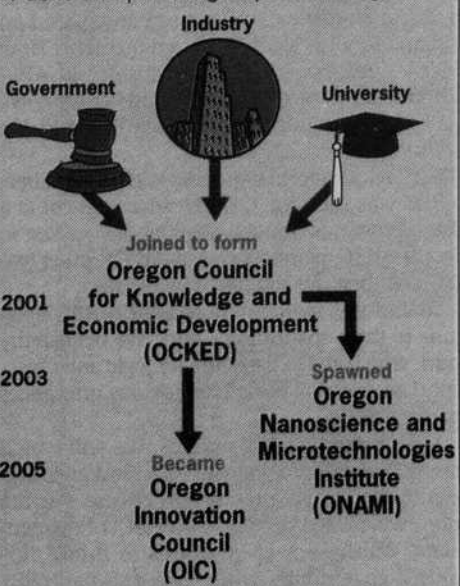 Industry
Government
University
Joined to form
Oregon Council
2001
for Knowledge and
Economic Development
(OCKED)
2003
Spawned
Oregon
Nanoscience and
Microtechnologies
Institute
(ONAMI)
2005
Became
Oregon
Innovation
Council
(OIC)